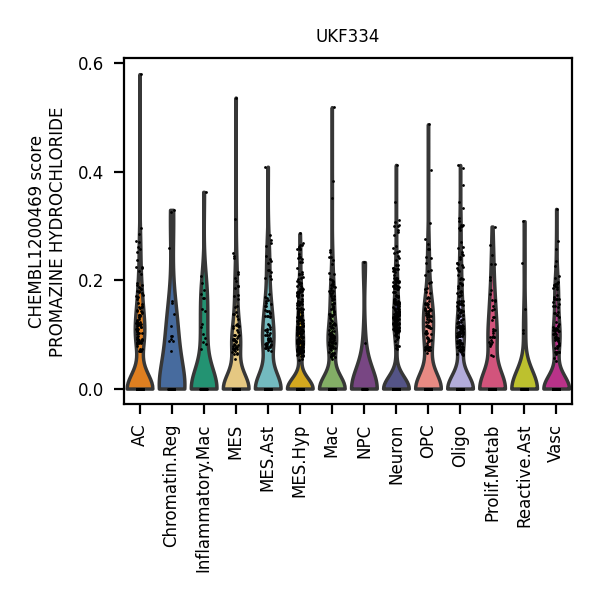 UKF334
CHEMBL1200469 score
PROMAZINE HYDROCHLORIDE
0.6
0.4
0.2
0.0
AC
Chromatin.Reg
Inflammatory.Mac
MES
MES.Ast
MES.Hyp
Mac
NPC
Neuron
OPC
Oligo
Prolif.Metab
Reactive.Ast
Vasc